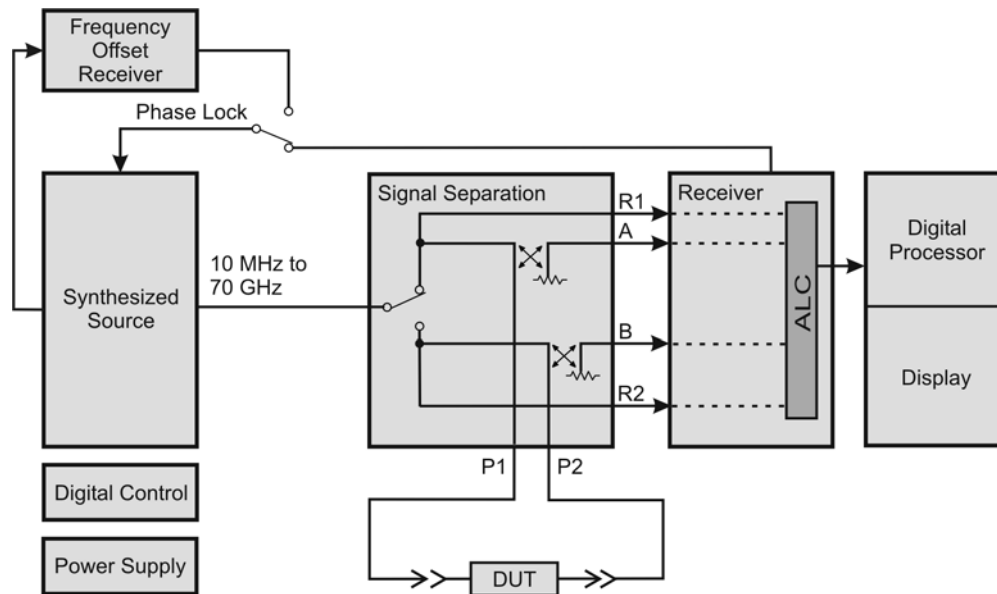 Frequency
Offset
Receiver
Phase Lock
Signal Separation
R1
Receiver
A
10 MHz to
70 GHz
Synthesized
Source
ALC
Digital
Processor
B
Display
R2
P1
P2
Digital Control
Power Supply
DUT